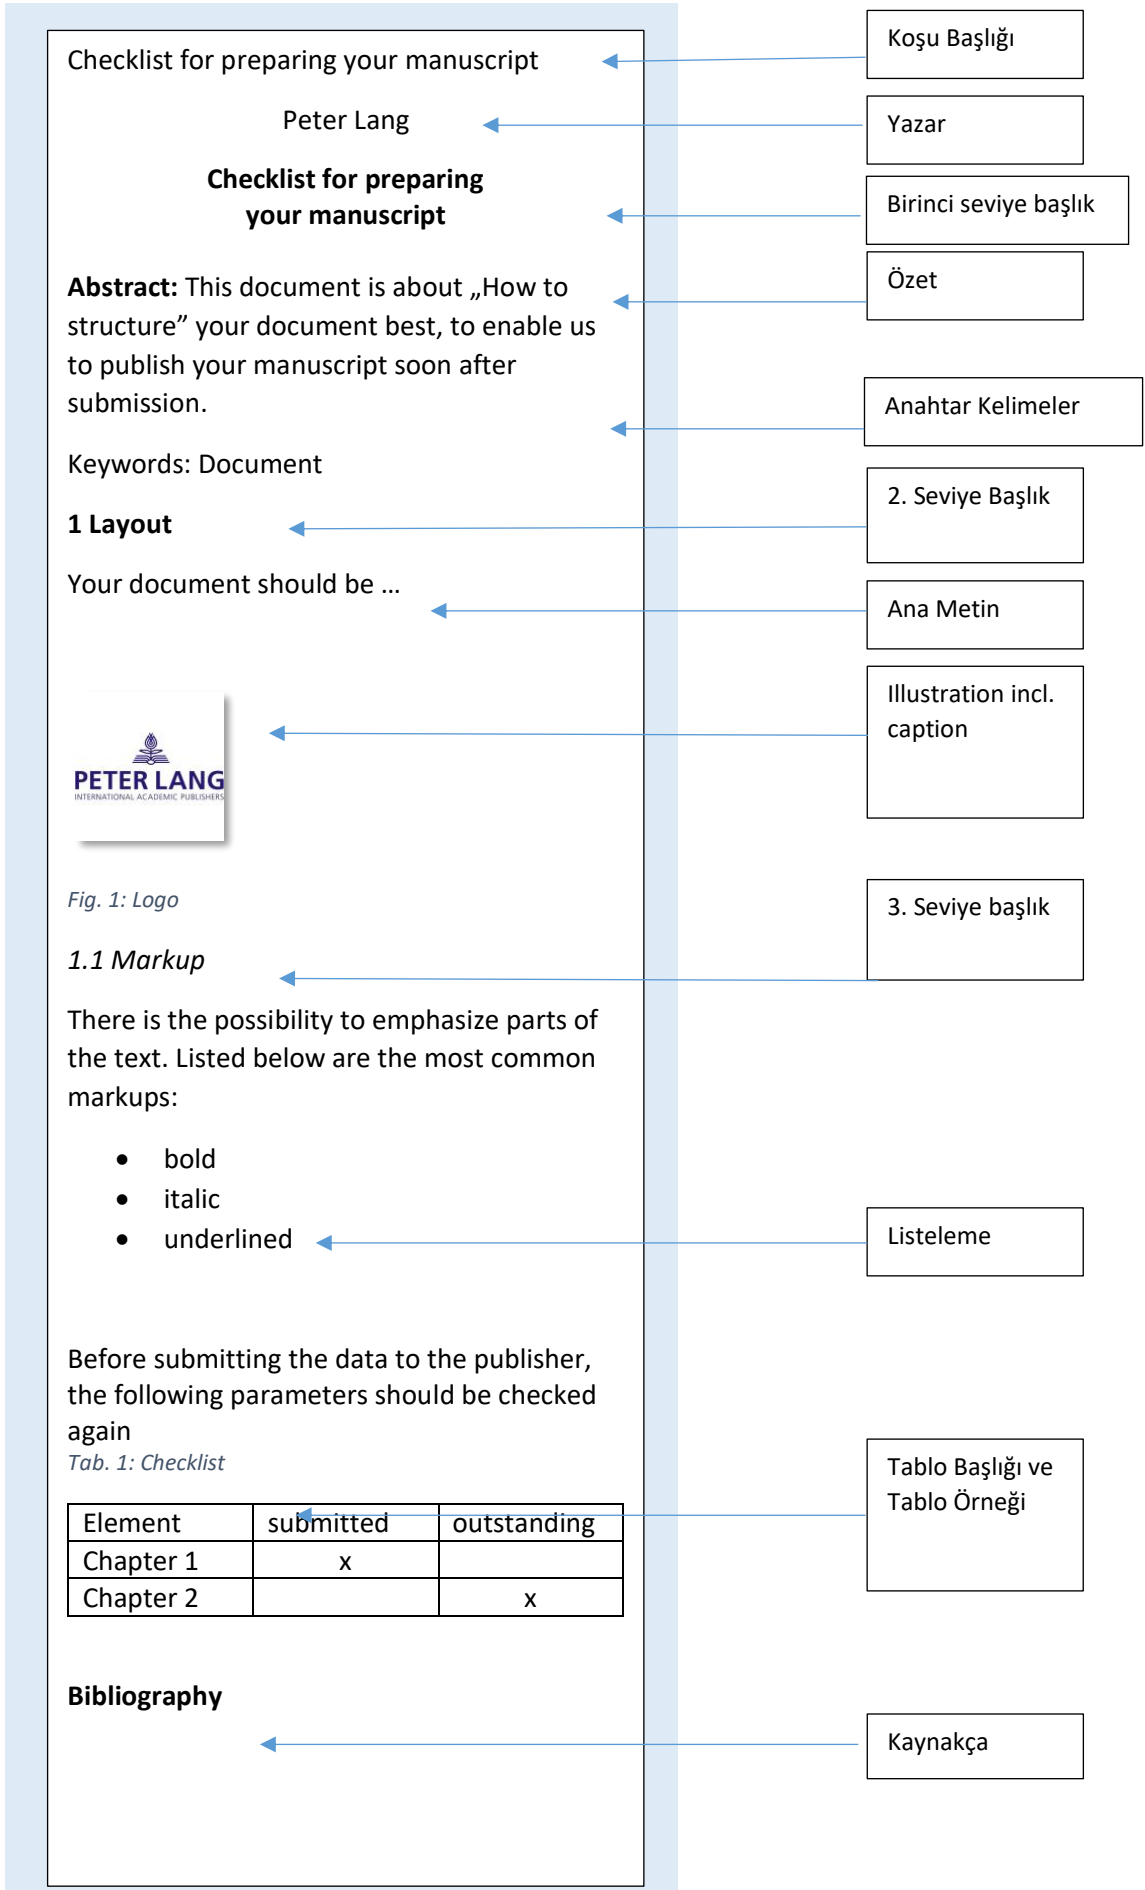 Checklist for preparing your manuscript
Koşu Başlığı
Peter Lang
Yazar
Checklist for preparing
your manuscript
Birinci seviye başlık
Abstract: This document is about „How to
structure” your document best, to enable us
to publish your manuscript soon after
submission.
Özet
Anahtar Kelimeler
Keywords: Document
1 Layout
2. Seviye Başlık
Your document should be …
Ana Metin
PETER LANG
INTERNATIONAL ACADEMIC PUBLISHERS
Illustration incl.
caption
Fig. 1: Logo
1.1 Markup
3. Seviye başlık
There is the possibility to emphasize parts of
the text. Listed below are the most common
markups:
• bold
• italic
• underlined
Listeleme
Before submitting the data to the publisher,
the following parameters should be checked
again
Tab. 1: Checklist
Tablo Başlığı ve
Tablo Örneği
Element submitted outstanding
Chapter 1 x
Chapter 2 x
Bibliography
Kaynakça